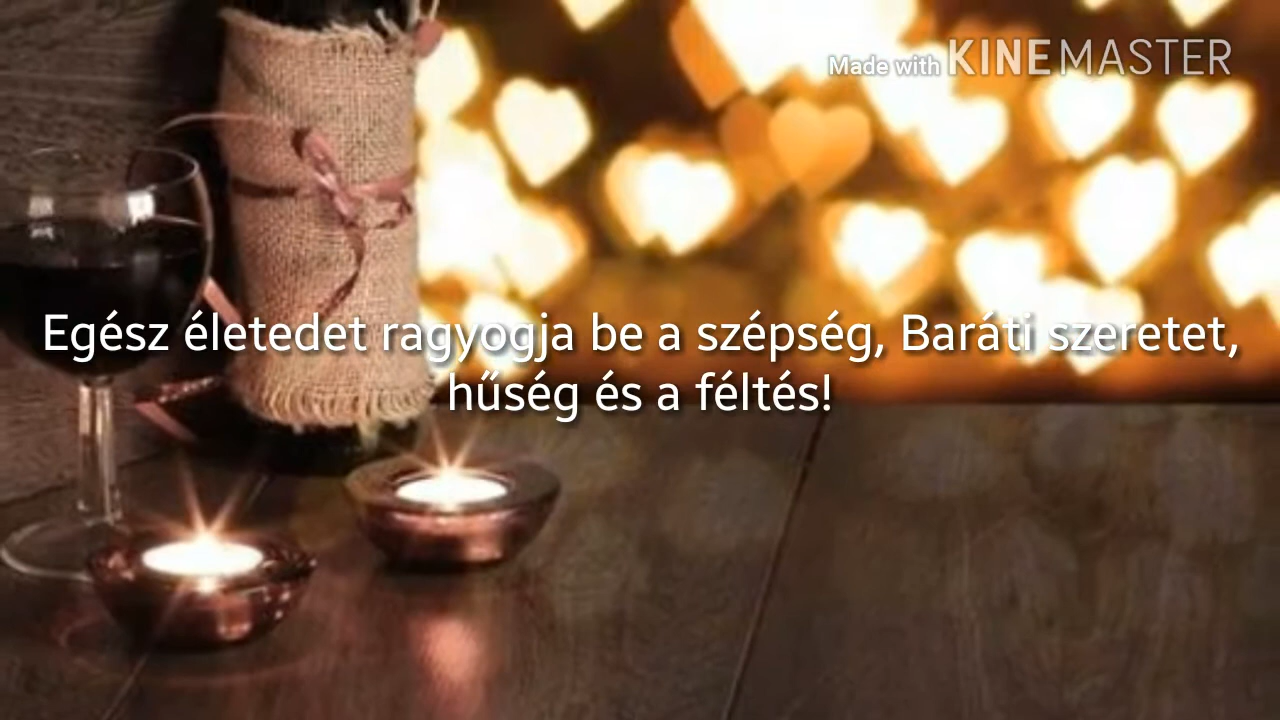 Made with KINEMASTER
Egész életedet ragyogja be a szépség, Baráti szeretet,
hűség és a féltés!